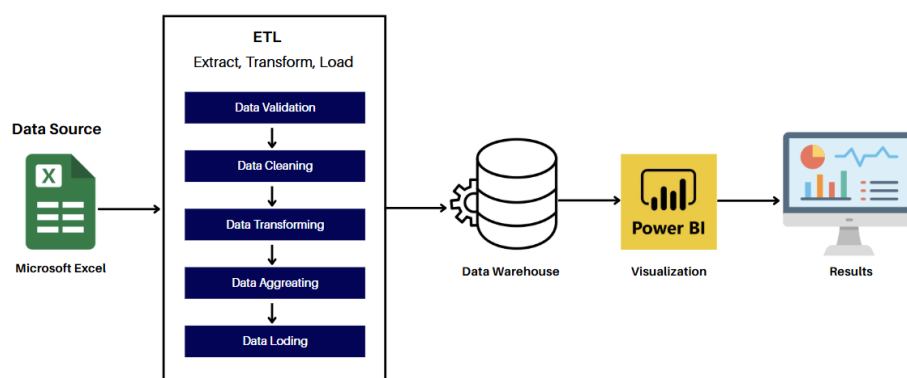 Data Source
X
Microsoft Excel
ETL
Extract, Transform, Load
Data Validation
Data Cleaning
Data Transforming
Data Aggreating
Data Loding
Data Warehouse
Power BI
Visualization
Results